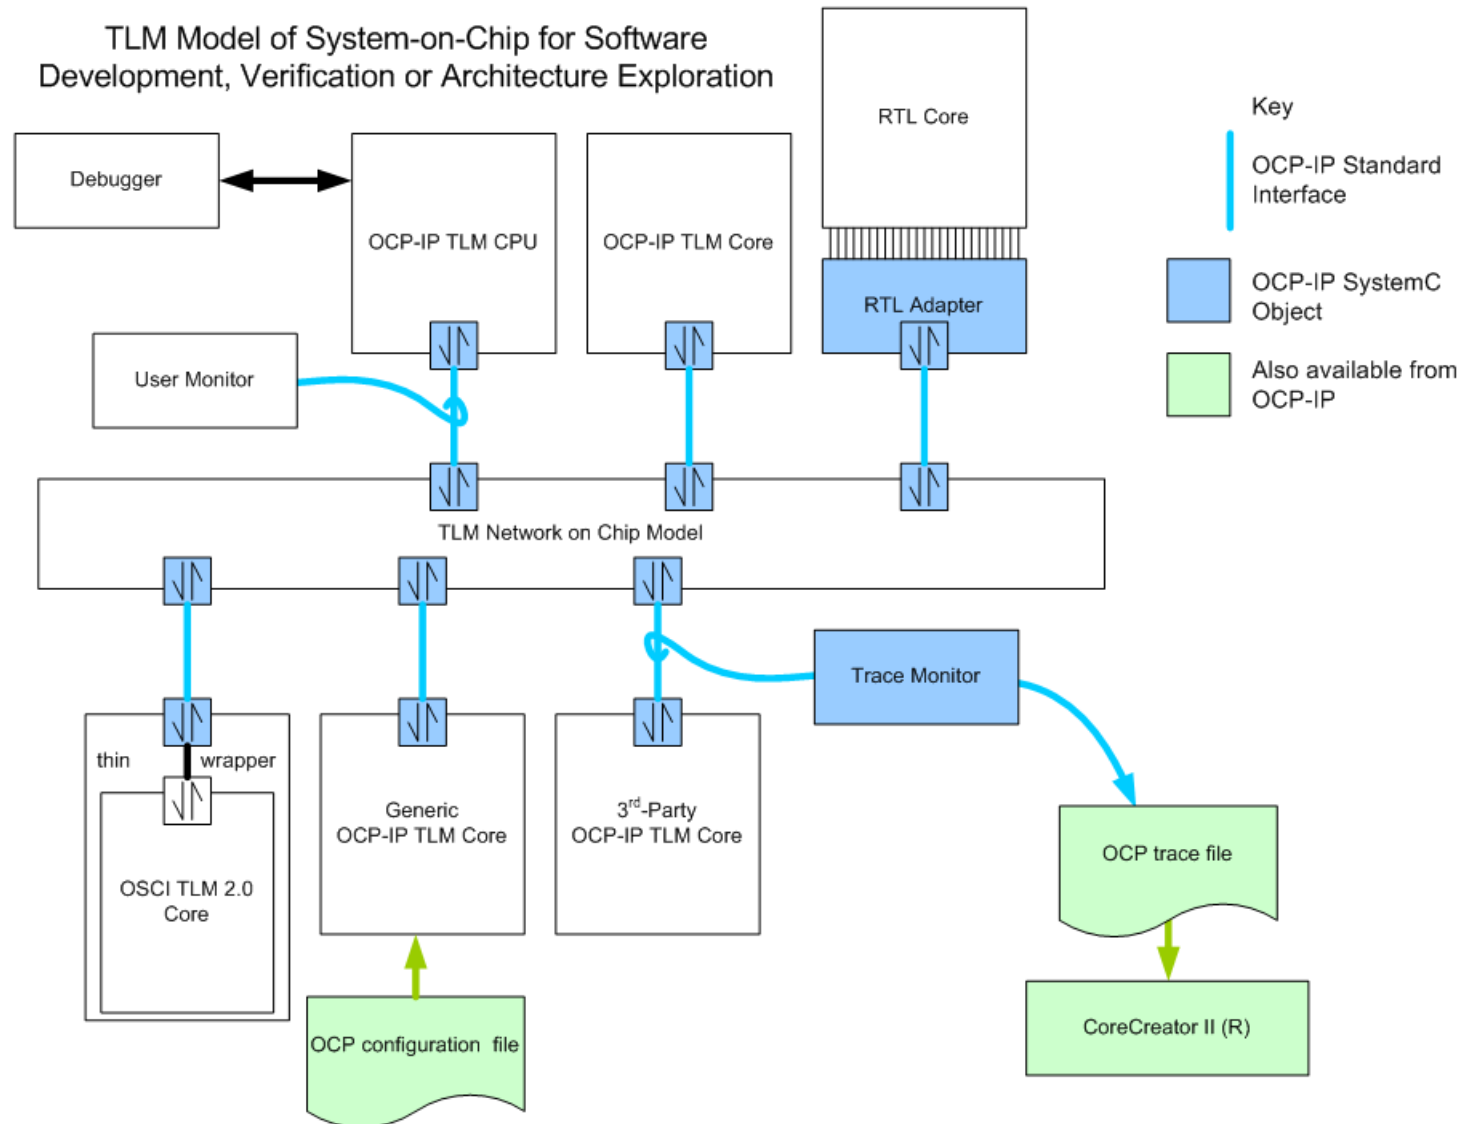 TLM Model of System-on-Chip for Software
Development, Verification or Architecture Exploration
RTL Core
Key
OCP-IP Standard
Interface
Debugger
OCP-IP TLM CPU
OCP-IP TLM Core
RTL Adapter
OCP-IP SystemC
Object
User Monitor
Also available from
OCP-IP
TLM Network on Chip Model
Trace Monitor
thin wrapper
OSCI TLM 2.0
Core
Generic
OCP-IP TLM Core
3rd-Party
OCP-IP TLM Core
OCP trace file
OCP configuration file
CoreCreator II (R)